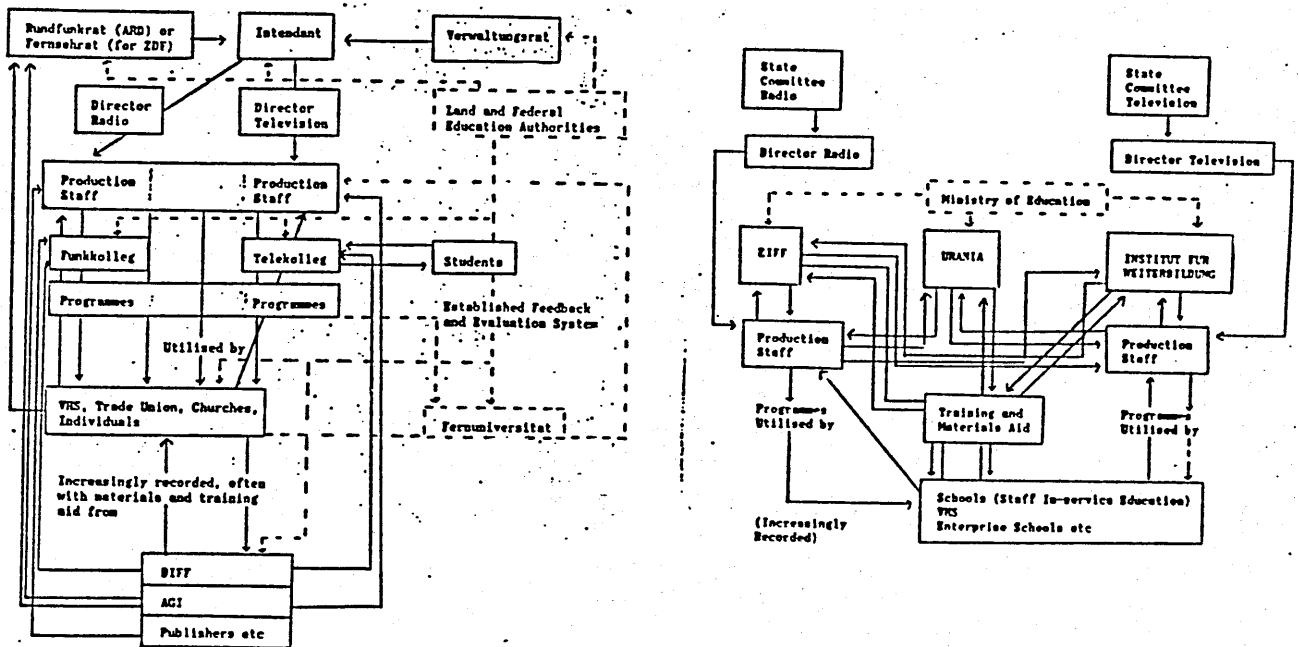 Rundfunkrat (ARD) or
Fernsehrat (for ZDF)
Intendant
Verwaltungsrat
Director
Radio
Director
Television
Land and Federal
Education Authorities
Production
Staff
Production
Staff
Funkkolleg
Telekolleg
Students
Programmes
Programmes
Established Feedback
and Evaluation System
Utilised by
VHS, Trade Union, Churches,
Individuals
Fernuniversitat
Increasingly recorded, often
with materials and training
aid from
DIFF
AGI
Publishers etc
State
Committee
Radio
State
Committee
Television
Director Radio
Director Television
Ministry of Education
ZIFF
URANIA
INSTITUT FUR
WEITERBILDUNG
Production
Staff
Production
Staff
Programmes
Utilised by
Training and
Materials Aid
Programmes
Utilised by
Schools (Staff In-service Education)
VHS
Enterprise Schools etc
(Increasingly
Recorded)